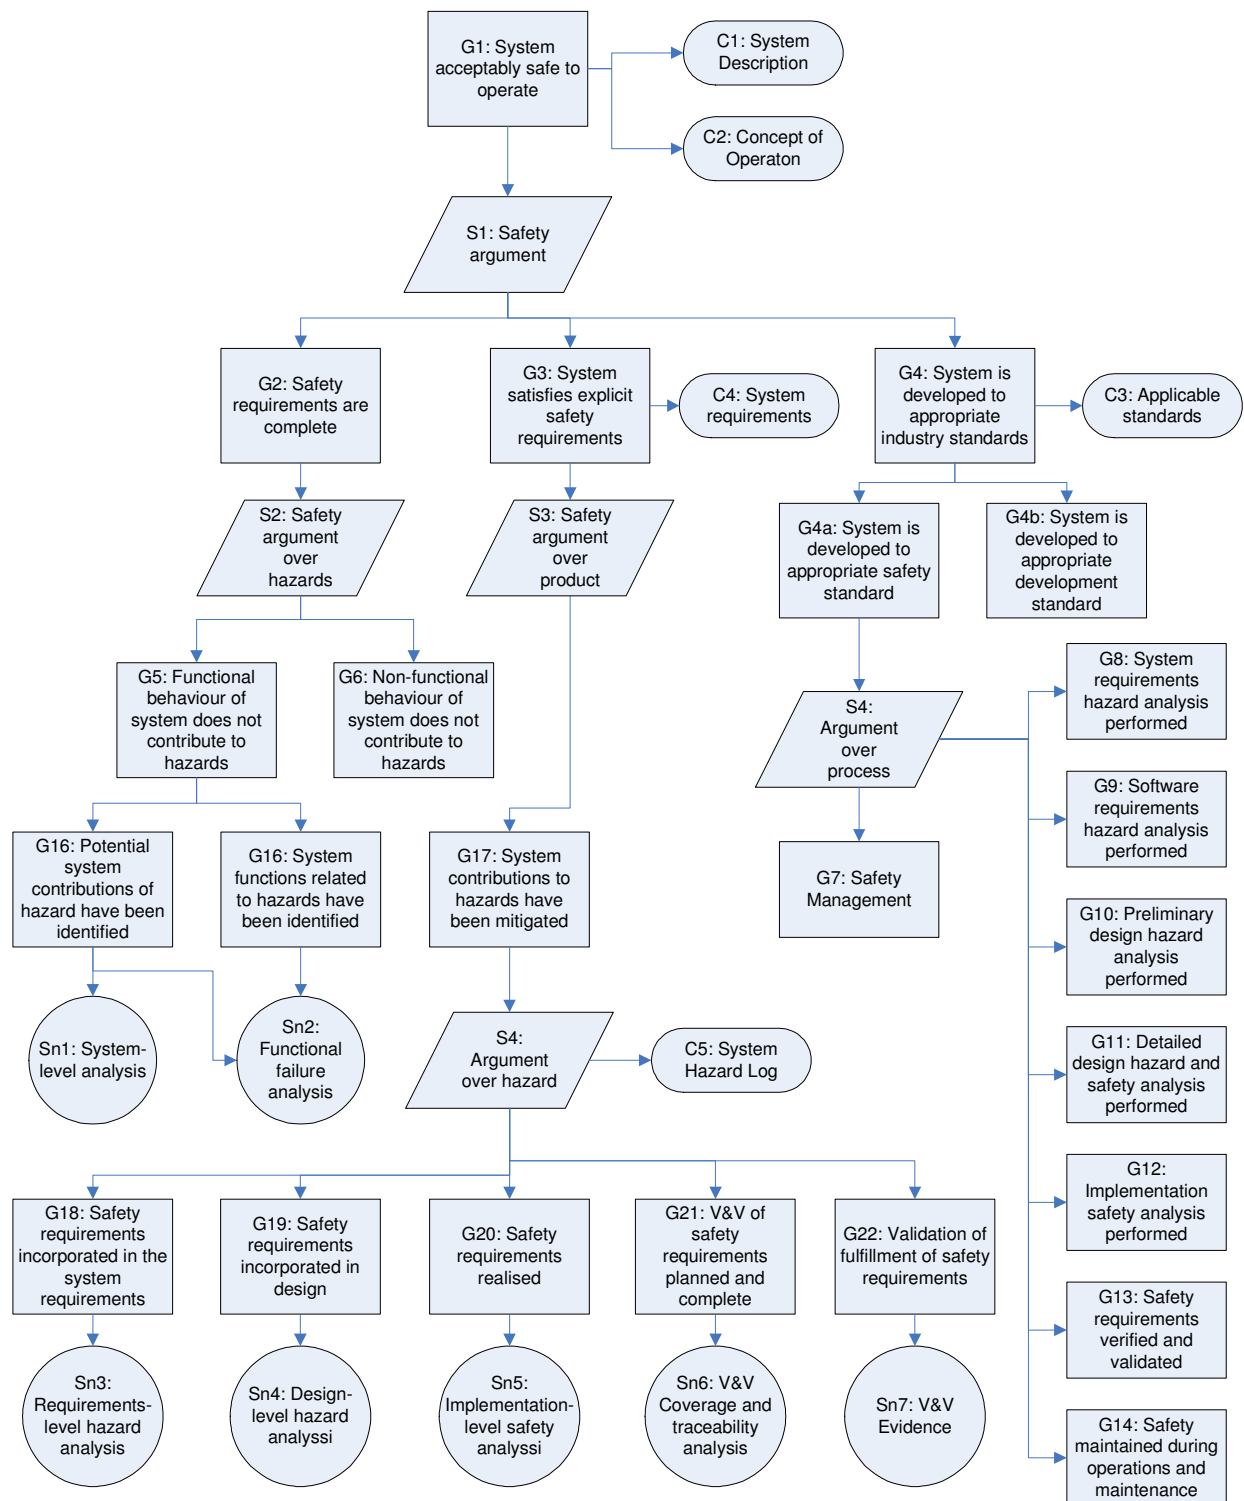 G1: System
acceptably safe to
operate
C1: System
Description
C2: Concept of
Operaton
S1: Safety
argument
G2: Safety
requirements are
complete
G3: System
satisfies explicit
safety
requirements
C4: System
requirements
G4: System is
developed to
appropriate
industry standards
C3: Applicable
standards
S2: Safety
argument
over
hazards
S3: Safety
argument
over
product
G4a: System is
developed to
appropriate safety
standard
G4b: System is
developed to
appropriate
development
standard
G5: Functional
behaviour of
system does not
contribute to
hazards
G6: Non-functional
behaviour of
system does not
contribute to
hazards
S4:
Argument
over
process
G8: System
requirements
hazard analysis
performed
G9: Software
requirements
hazard analysis
performed
G16: Potential
system
contributions of
hazard have been
identified
G16: System
functions related
to hazards have
been identified
G17: System
contributions to
hazards have
been mitigated
G7: Safety
Management
G10: Preliminary
design hazard
analysis
performed
Sn1: System-
level analysis
Sn2:
Functional
failure
analysis
S4:
Argument
over hazard
C5: System
Hazard Log
G11: Detailed
design hazard and
safety analysis
performed
G12:
Implementation
safety analysis
performed
G18: Safety
requirements
incorporated in the
system
requirements
G19: Safety
requirements
incorporated in
design
G20: Safety
requirements
realised
G21: V&V of
safety
requirements
planned and
complete
G22: Validation of
fulfillment of safety
requirements
G13: Safety
requirements
verified and
validated
Sn3:
Requirements-
level hazard
analysis
Sn4: Design-
level hazard
analyssi
Sn5:
Implementation-
level safety
analyssi
Sn6: V&V
Coverage and
traceability
analysis
Sn7: V&V
Evidence
G14: Safety
maintained during
operations and
maintenance